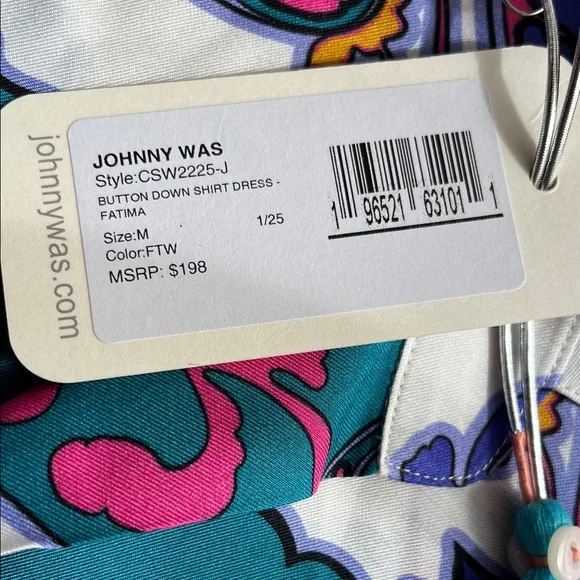 johnnywas.com
JOHNNY WAS
Style:CSW2225-J
BUTTON DOWN SHIRT DRESS -
FATIMA
Size:M 1/25
Color:FTW
MSRP: $198
1 96521 63101 1